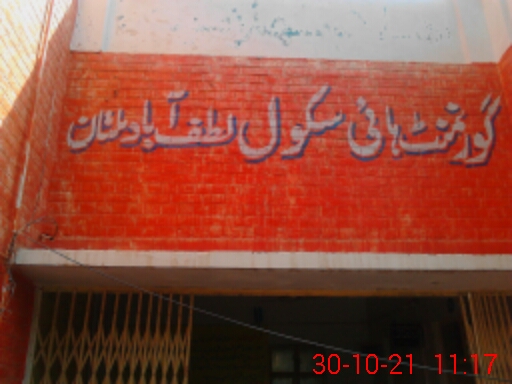 گورنمنٹ ہائی سکول لطف آباد ملتان
30-10-21 11:17